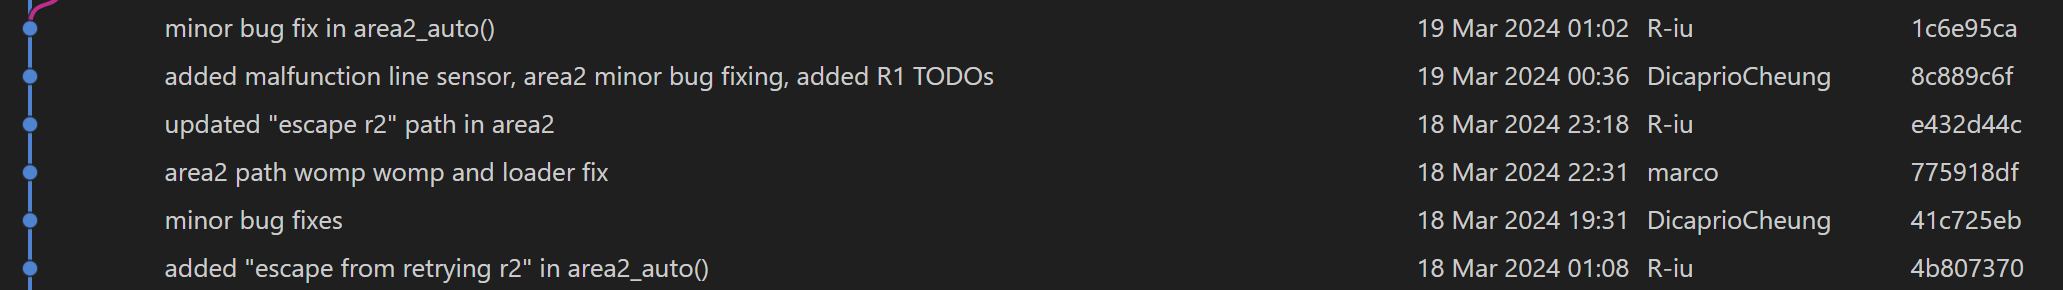 minor bug fix in area2_auto() 19 Mar 2024 01:02 R-iu 1c6e95ca
added malfunction line sensor, area2 minor bug fixing, added R1 TODOs 19 Mar 2024 00:36 DicaprioCheung 8c889c6f
updated "escape r2" path in area2 18 Mar 2024 23:18 R-iu e432d44c
area2 path womp womp and loader fix 18 Mar 2024 22:31 marco 775918df
minor bug fixes 18 Mar 2024 19:31 DicaprioCheung 41c725eb
added "escape from retrying r2" in area2_auto() 18 Mar 2024 01:08 R-iu 4b807370